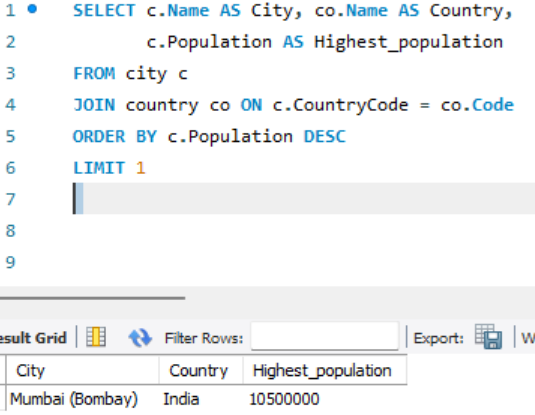 1 SELECT c.Name AS City, co.Name AS Country,
2 c.Population AS Highest_population
3 FROM city c
4 JOIN country co ON c.CountryCode = co.Code
5 ORDER BY c.Population DESC
6 LIMIT 1
7
8
9
esult Grid Filter Rows: Export: W
City Country Highest_population
Mumbai (Bombay) India 10500000